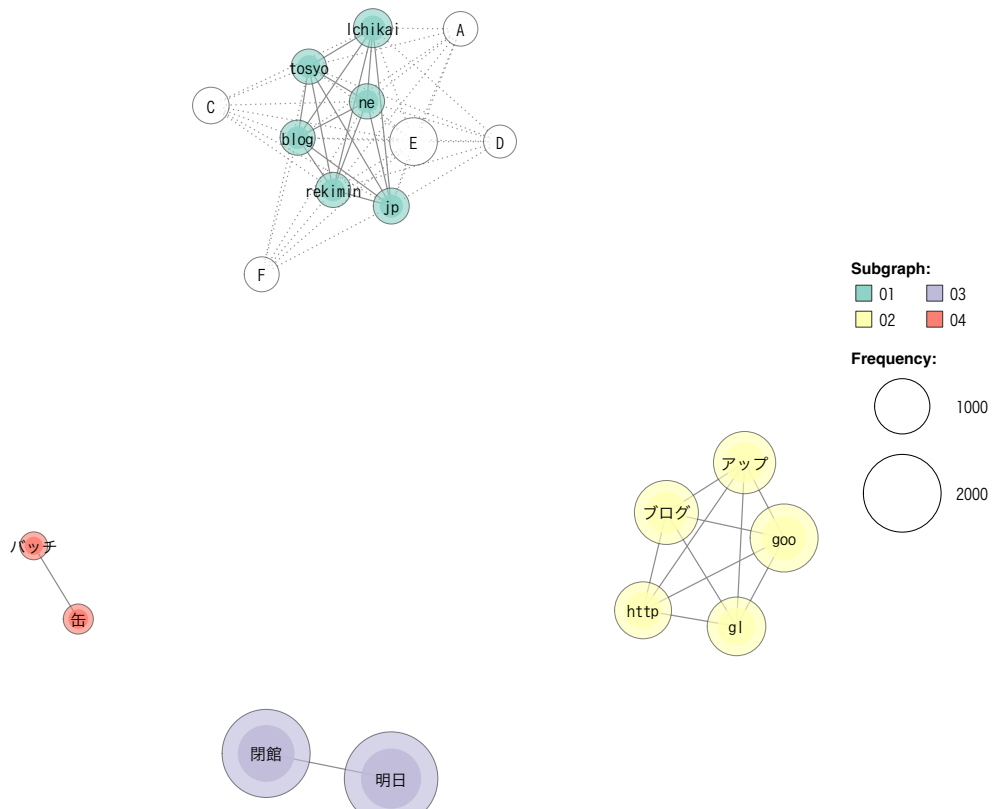 Ichikai
A
tosyo
C
ne
blog
E
D
rekimin
jp
F
Subgraph:
01
03
02
04
Frequency:
1000
2000
アップ
ブログ
goo
http
gl
バッチ
缶
閉館
明日